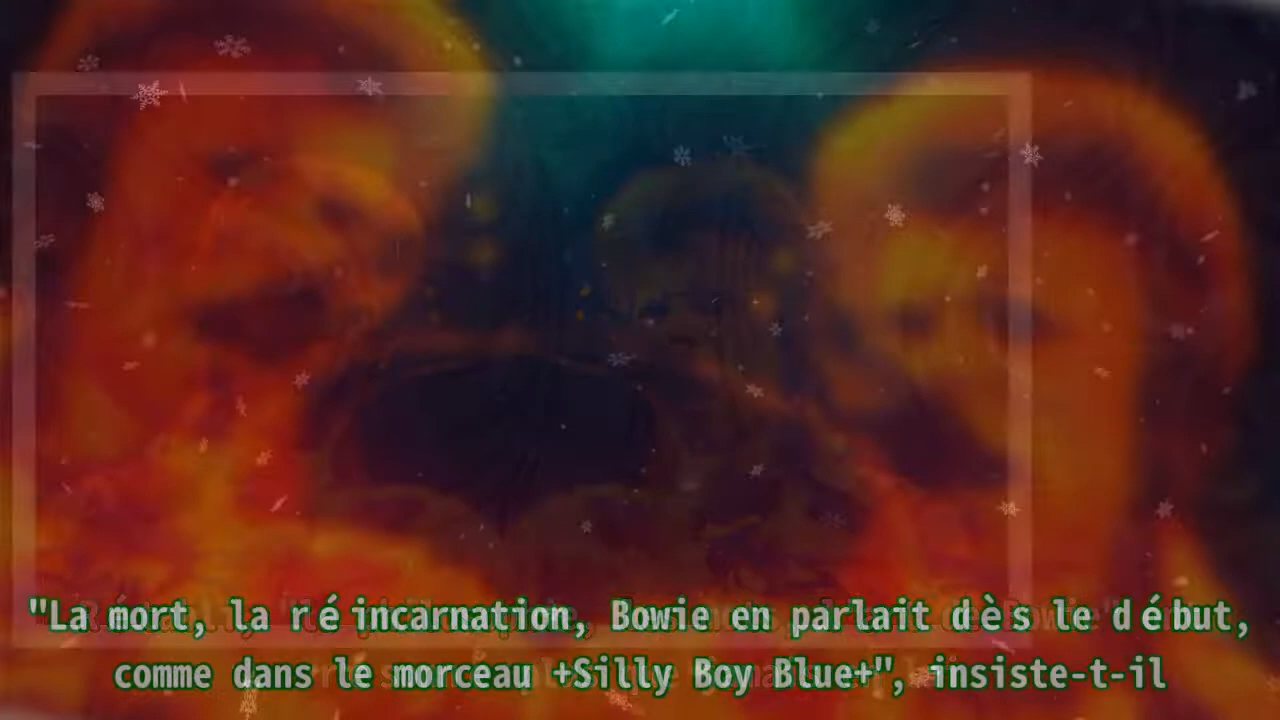 "La mort, la réincarnation, Bowie en parlait dès le début,
comme dans le morceau +Silly Boy Blue+", insiste-t-il